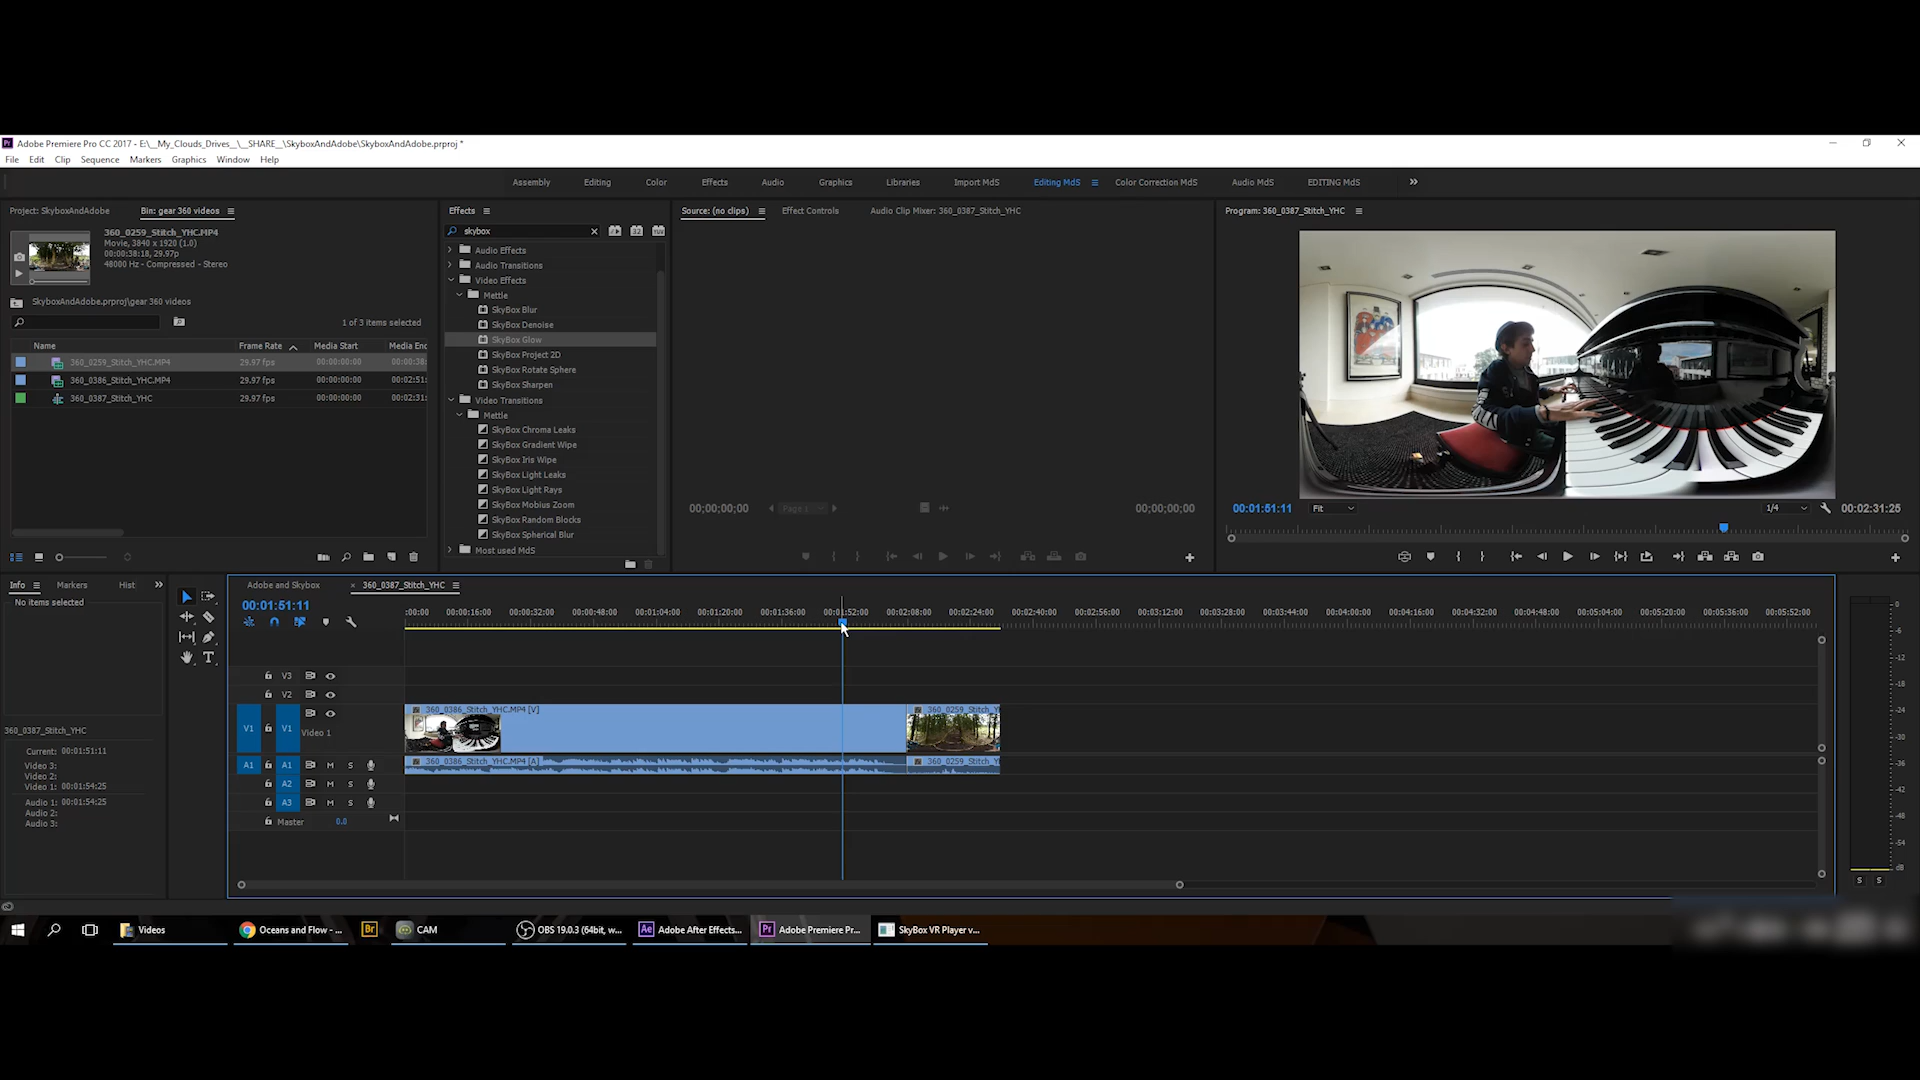 Adobe Premiere Pro CC 2017 - E:\__My_Clouds_Drives__\__SHARE__\SkyboxAndAdobe\SkyboxAndAdobe.prproj *
File Edit Clip Sequence Markers Graphics Window Help
Assembly Editing Color Effects Audio Graphics Libraries Import MdS Editing MdS Color Correction MdS Audio MdS EDITING MdS
Project: SkyboxAndAdobe
Bin: gear 360 videos
360_0259_Stitch_YHC.MP4
Movie, 3840 x 1920 (1.0)
00:00:38:18, 29.97p
48000 Hz - Compressed - Stereo
SkyboxAndAdobe.prproj\gear 360 videos
1 of 3 items selected
Name Frame Rate Media Start Media End
360_0259_Stitch_YHC.MP4 29.97 fps 00:00:00:00 00:00:38:
360_0386_Stitch_YHC.MP4 29.97 fps 00:00:00:00 00:02:51:
360_0387_Stitch_YHC 29.97 fps 00:00:00:00 00:02:31:
Effects
skybox
Audio Effects
Audio Transitions
Video Effects
Mettle
SkyBox Blur
SkyBox Denoise
SkyBox Glow
SkyBox Project 2D
SkyBox Rotate Sphere
SkyBox Sharpen
Video Transitions
Mettle
SkyBox Chroma Leaks
SkyBox Gradient Wipe
SkyBox Iris Wipe
SkyBox Light Leaks
SkyBox Light Rays
SkyBox Mobius Zoom
SkyBox Random Blocks
SkyBox Spherical Blur
Most used MdS
Source: (no clips) Effect Controls Audio Clip Mixer: 360_0387_Stitch_YHC
00;00;00;00 Page 1 00;00;00;00
Program: 360_0387_Stitch_YHC
00:01:51:11 Fit 1/4 00:02:31:25
Info Markers Hist
No items selected
360_0387_Stitch_YHC
Current: 00:01:51:11
Video 3:
Video 2:
Video 1: 00:01:54:25
Audio 1: 00:01:54:25
Audio 2:
Audio 3:
Adobe and Skybox
× 360_0387_Stitch_YHC
00:01:51:11
:00:00 00:00:16:00 00:00:32:00 00:00:48:00 00:01:04:00 00:01:20:00 00:01:36:00 00:01:52:00 00:02:08:00 00:02:24:00 00:02:40:00 00:02:56:00 00:03:12:00 00:03:28:00 00:03:44:00 00:04:00:00 00:04:16:00 00:04:32:00 00:04:48:00 00:05:04:00 00:05:20:00 00:05:36:00 00:05:52:00
V3
V2
V1 V1 Video 1
360_0386_Stitch_YHC.MP4 [V]
360_0259_Stitch_Y
A1 A1 M S
360_0386_Stitch_YHC.MP4 [A]
360_0259_Stitch_Y
A2 M S
A3 M S
Master 0.0
0
-6
-12
-18
-24
-30
-36
-42
-48
-54
dB
S S
Videos
Oceans and Flow - ...
Br
CAM
OBS 19.0.3 (64bit, w...
Ae Adobe After Effects...
Pr Adobe Premiere Pr...
SkyBox VR Player v...